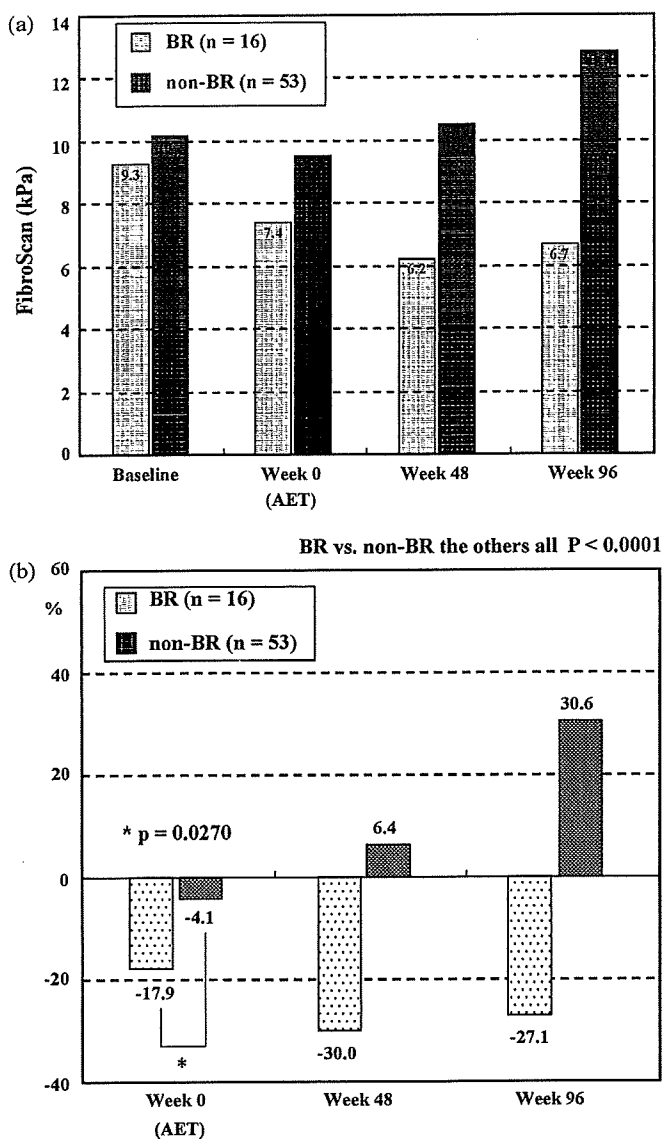 (a)
14
12
10
8
6
4
2
0
FibroScan (kPa)
BR (n = 16)
non-BR (n = 53)
9.3
7.4
6.2
6.7
Baseline
Week 0
(AET)
Week 48
Week 96
BR vs. non-BR the others all P < 0.0001
(b)
60
%
40
20
0
-20
-40
BR (n = 16)
non-BR (n = 53)
* p = 0.0270
-17.9
-4.1
*
-30.0
6.4
-27.1
30.6
Week 0
(AET)
Week 48
Week 96